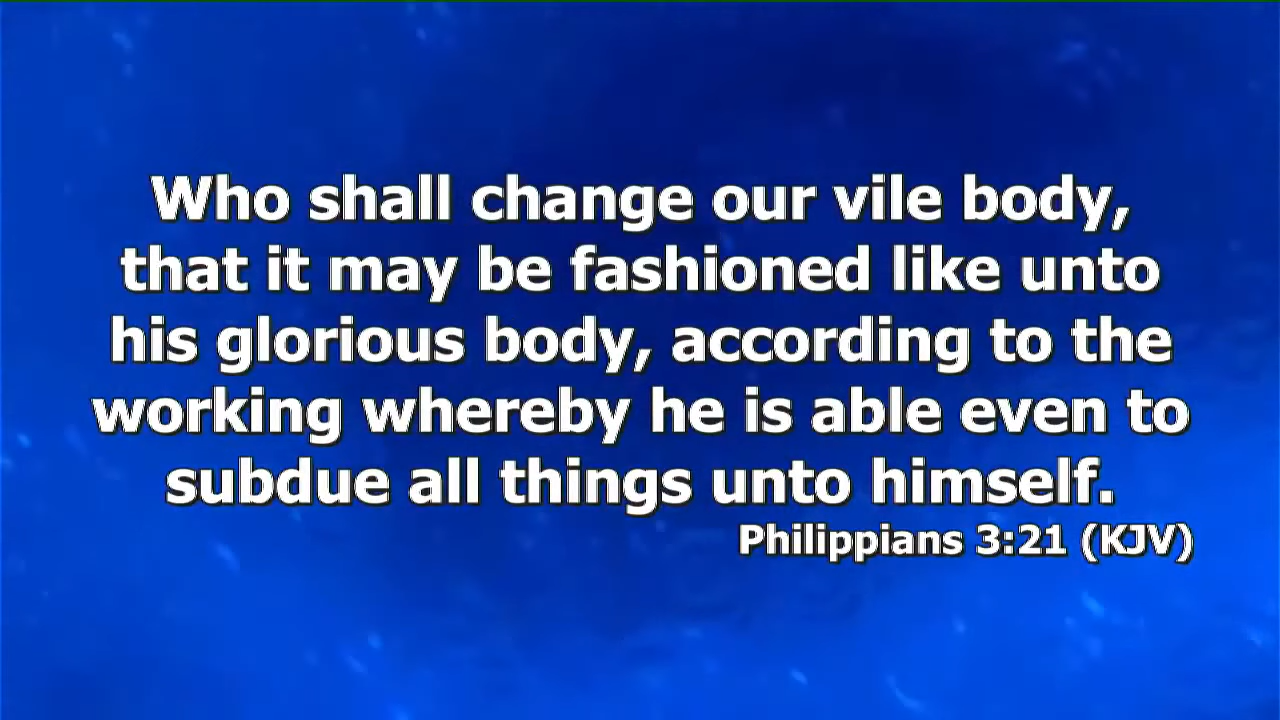 Who shall change our vile body,
that it may be fashioned like unto
his glorious body, according to the
working whereby he is able even to
subdue all things unto himself.
Philippians 3:21 (KJV)